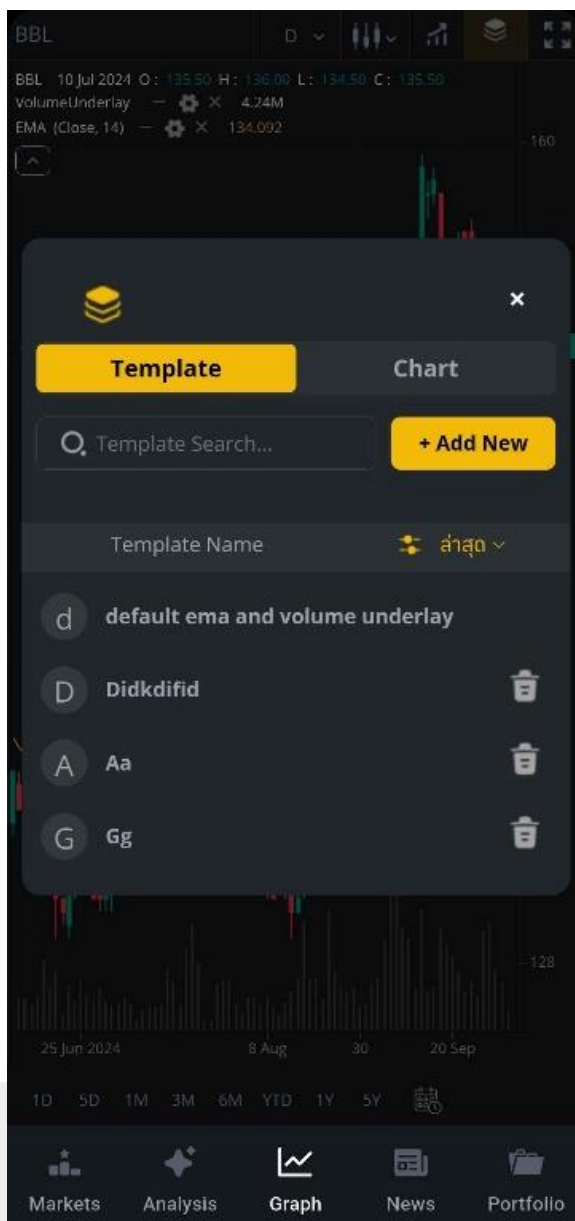 BBL D
BBL 10 Jul 2024 O: 135.50 H: 136.00 L: 134.50 C: 135.50
VolumeUnderlay 4.24M
EMA (Close, 14) 134.092
160
Template Chart
Template Search... + Add New
Template Name ล่าสุด
d default ema and volume underlay
D Didkdifid
A Aa
G Gg
128
25 Jun 2024 8 Aug 30 20 Sep
1D 5D 1M 3M 6M YTD 1Y 5Y
Markets Analysis Graph News Portfolio